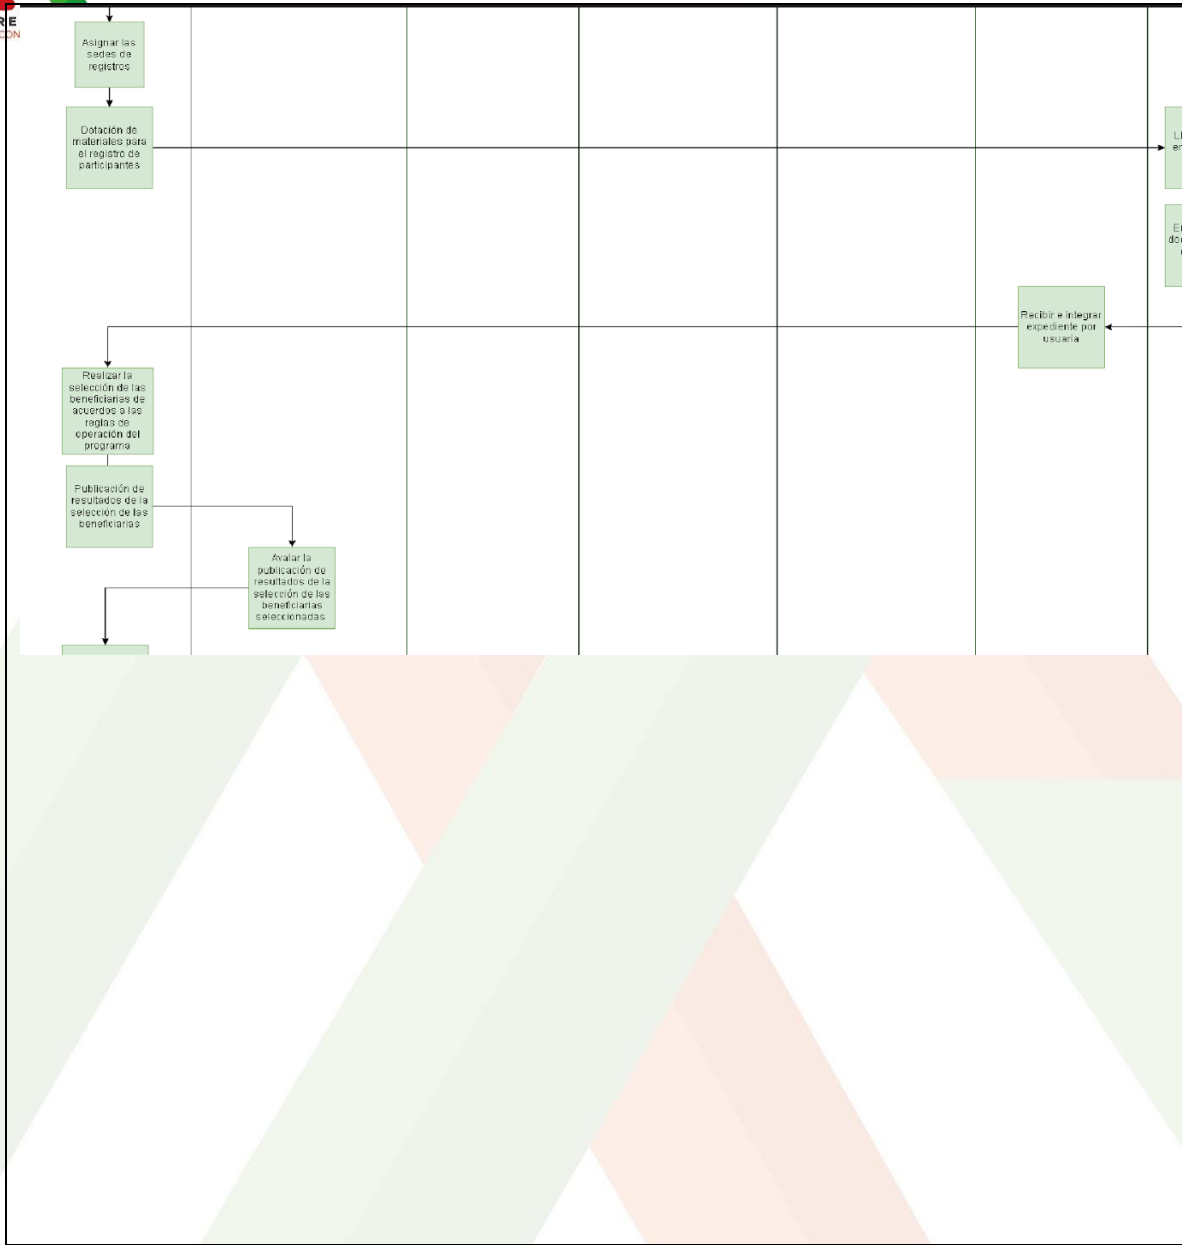 RE
CON
Asignar las
sedes de
registros
Dotación de
materiales para
el registro de
participantes
Recibir e integrar
expediente por
usuaria
Realizar la
selección de las
beneficiarias de
acuerdos a las
reglas de
operación del
programa
Publicación de
resultados de la
selección de las
beneficiarias
Avalar la
publicación de
resultados de la
selección de las
beneficiarias
seleccionadas